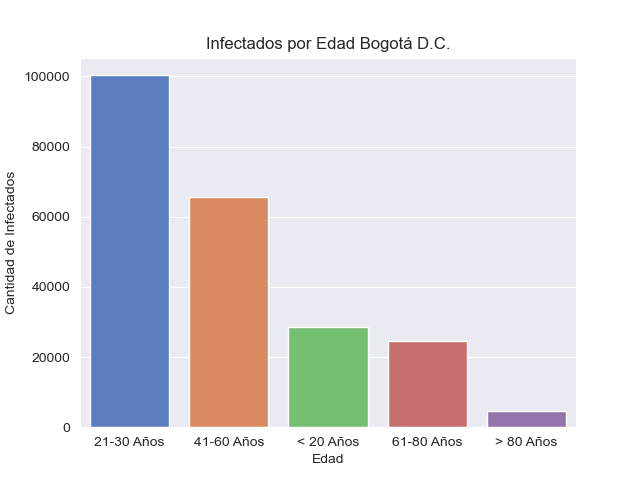 Infectados por Edad Bogotá D.C.
Cantidad de Infectados
100000
80000
60000
40000
20000
0
21-30 Años
41-60 Años
< 20 Años
61-80 Años
> 80 Años
Edad